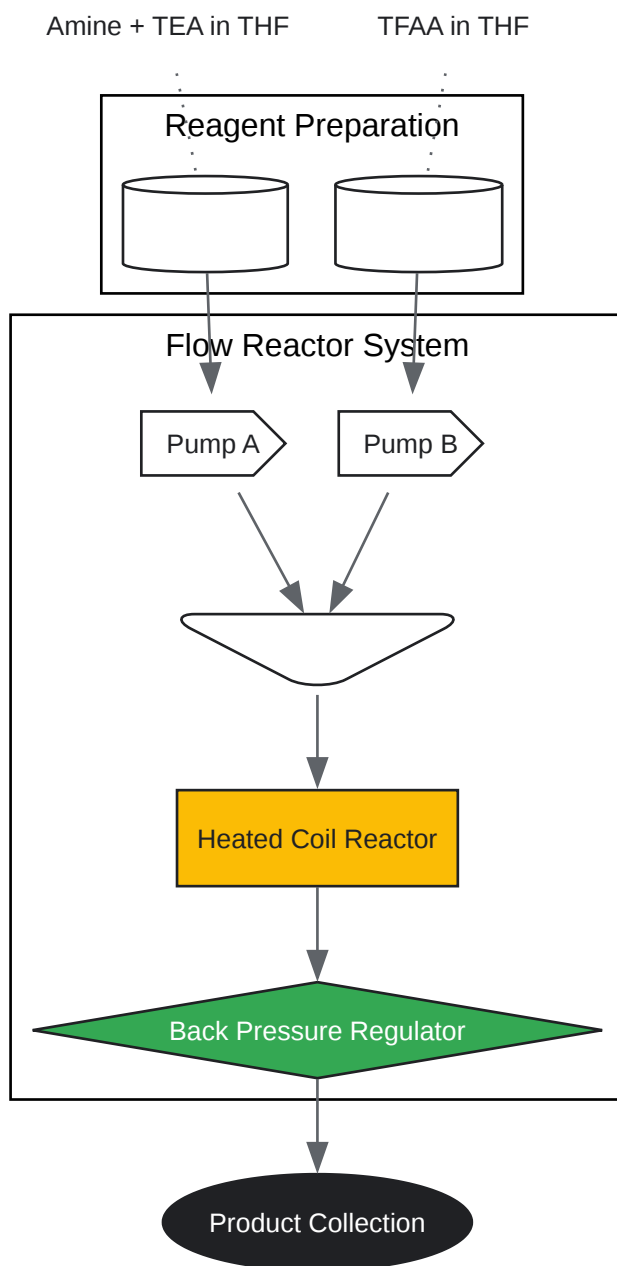 Amine + TEA in THF
TFAA in THF
Reagent Preparation
Flow Reactor System
Pump A
Pump B
Heated Coil Reactor
Back Pressure Regulator
Product Collection